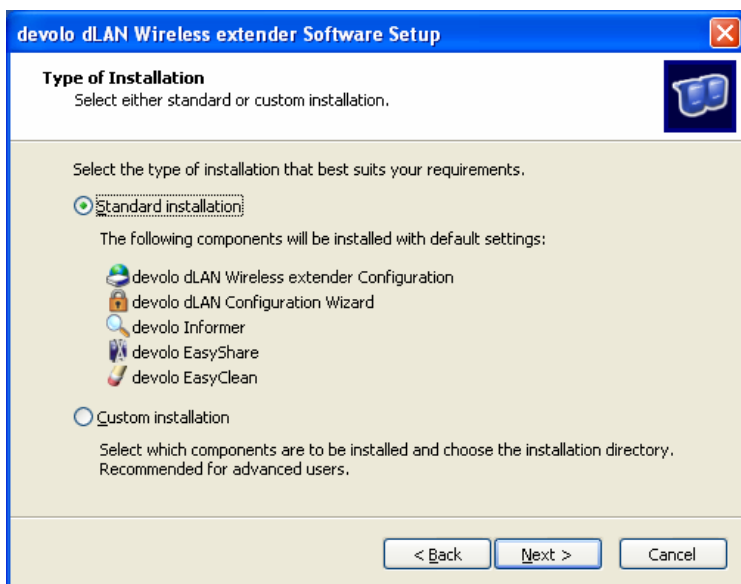 devolo dLAN Wireless extender Software Setup
Type of Installation
Select either standard or custom installation.
Select the type of installation that best suits your requirements.
Standard installation
The following components will be installed with default settings:
devolo dLAN Wireless extender Configuration
devolo dLAN Configuration Wizard
devolo Informer
devolo EasyShare
devolo EasyClean
Custom installation
Select which components are to be installed and choose the installation directory.
Recommended for advanced users.
< Back Next > Cancel